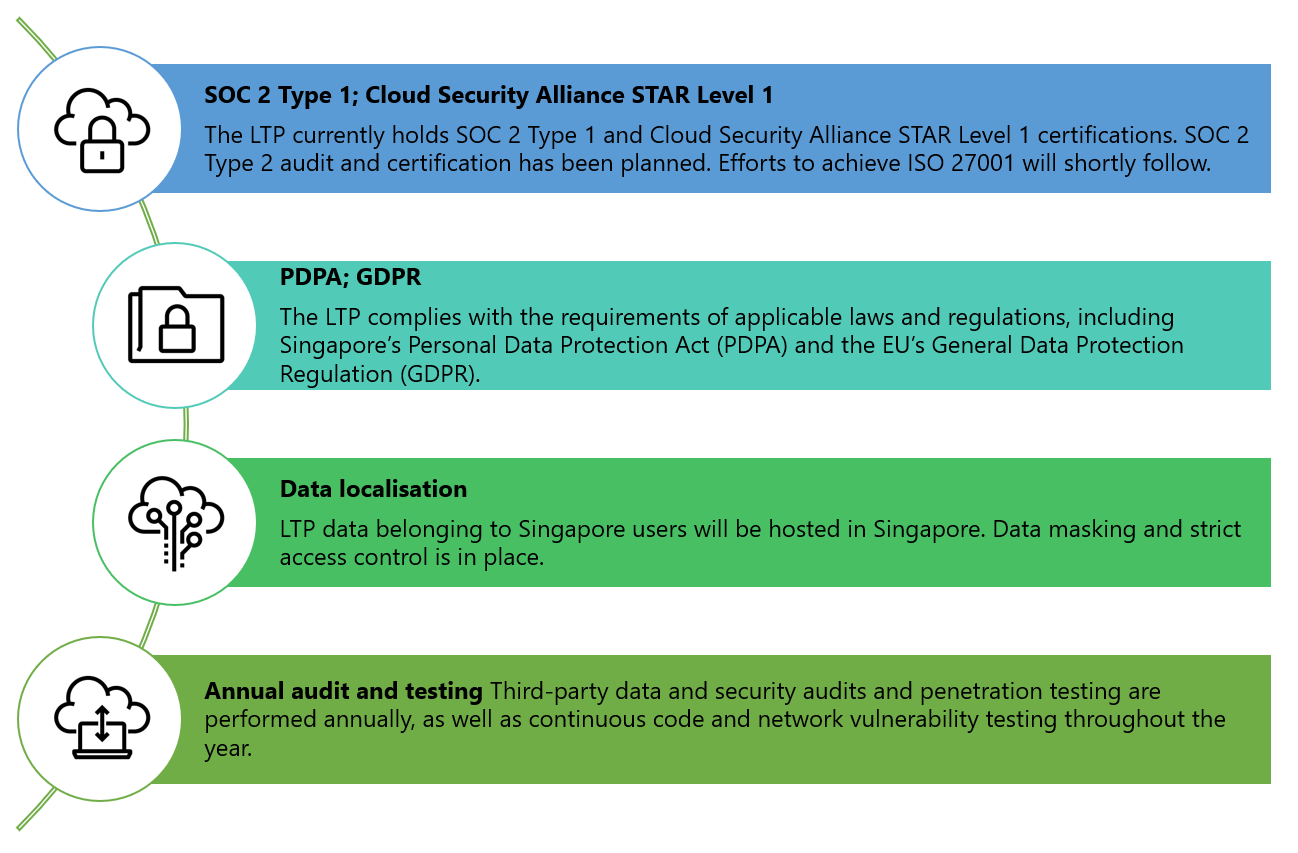 SOC 2 Type 1; Cloud Security Alliance STAR Level 1
The LTP currently holds SOC 2 Type 1 and Cloud Security Alliance STAR Level 1 certifications. SOC 2
Type 2 audit and certification has been planned. Efforts to achieve ISO 27001 will shortly follow.
PDPA; GDPR
The LTP complies with the requirements of applicable laws and regulations, including
Singapore’s Personal Data Protection Act (PDPA) and the EU’s General Data Protection
Regulation (GDPR).
Data localisation
LTP data belonging to Singapore users will be hosted in Singapore. Data masking and strict
access control is in place.
Annual audit and testing Third-party data and security audits and penetration testing are
performed annually, as well as continuous code and network vulnerability testing throughout the
year.